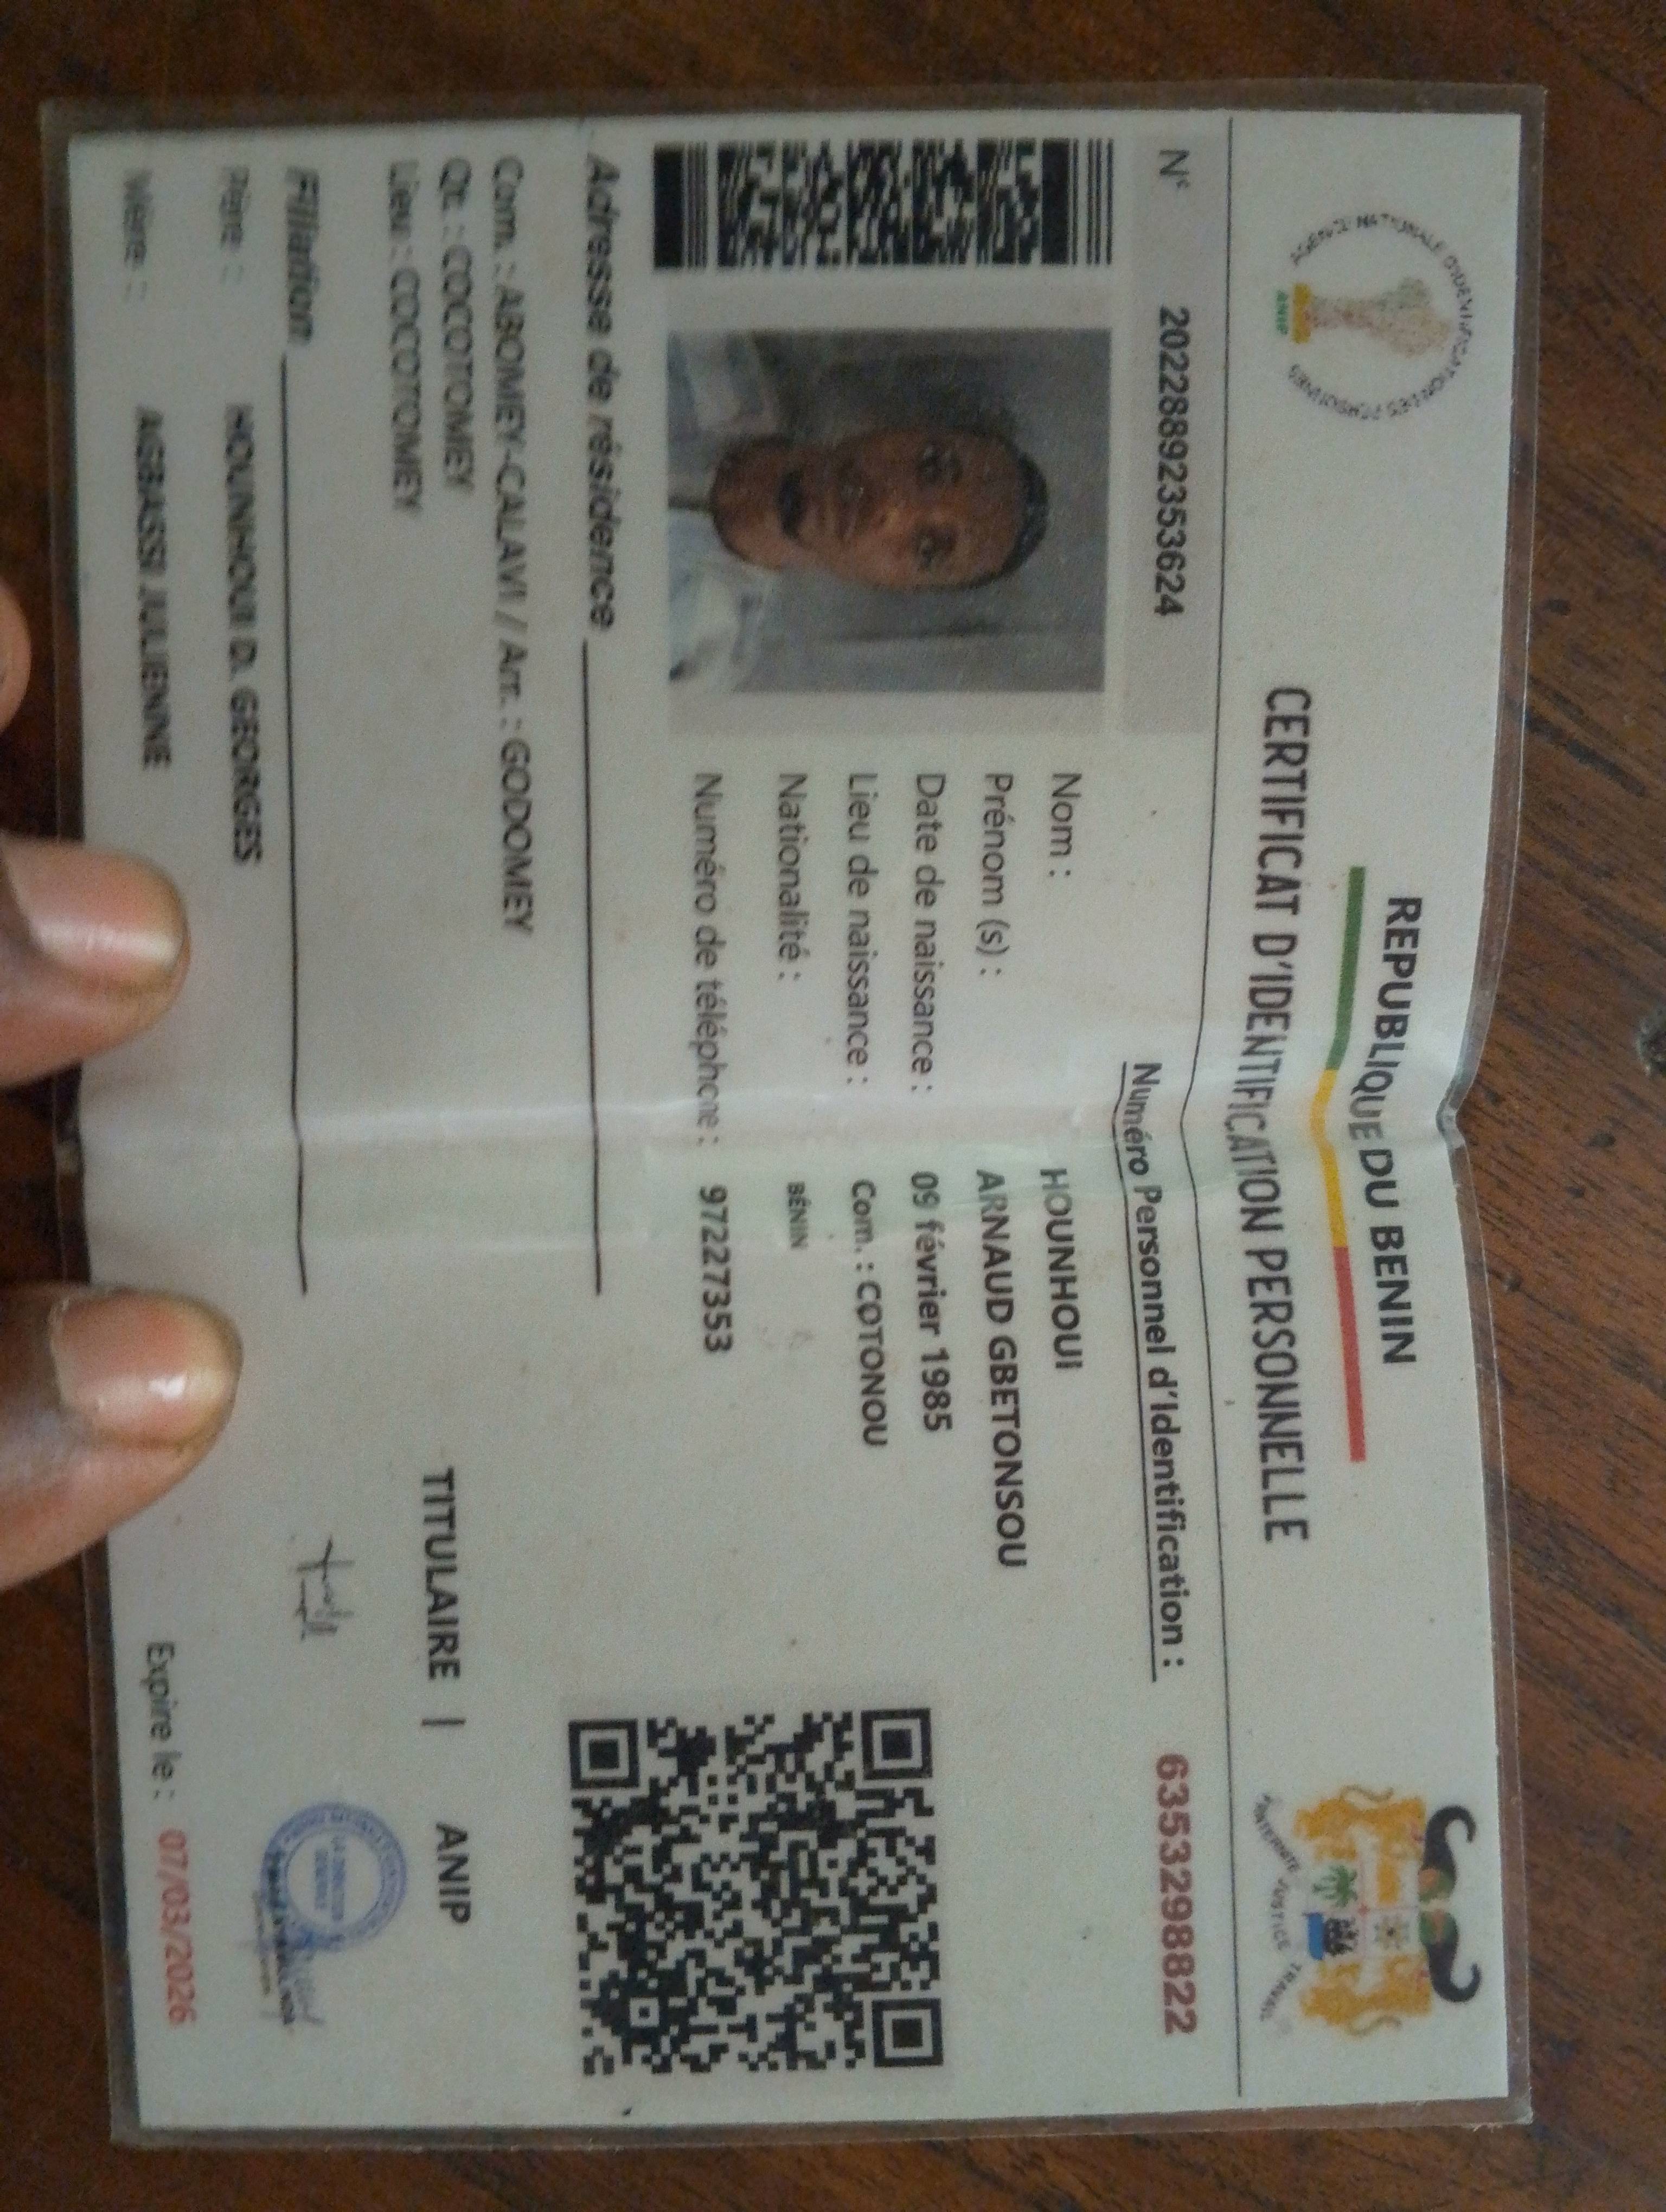 REPUBLIQUE DU BENIN
CERTIFICAT D'IDENTIFICATION PERSONNELLE
AGENCE NATIONALE D'IDENTIFICATION DES PERSONNES
ANIP
FRATERNITÉ JUSTICE TRAVAIL
N° 20228892353624
Numéro Personnel d'Identification : 6353298822
Nom : HOUNHOUI
Prénom (s) : ARNAUD GBETONSOU
Date de naissance : 09 février 1985
Lieu de naissance : Com. : COTONOU
Nationalité : BÉNIN
Numéro de téléphone : 97227353
Adresse de résidence
Com. : ABOMEY-CALAVI / Arr. : GODOMEY
Qt. : COCOTOMEY
Lieu : COCOTOMEY
TITULAIRE | ANIP
Filiation
Père : HOUNHOUI D. GEORGES
Mère : AGBASSI JULIENNE
Expire le : 07/03/2026